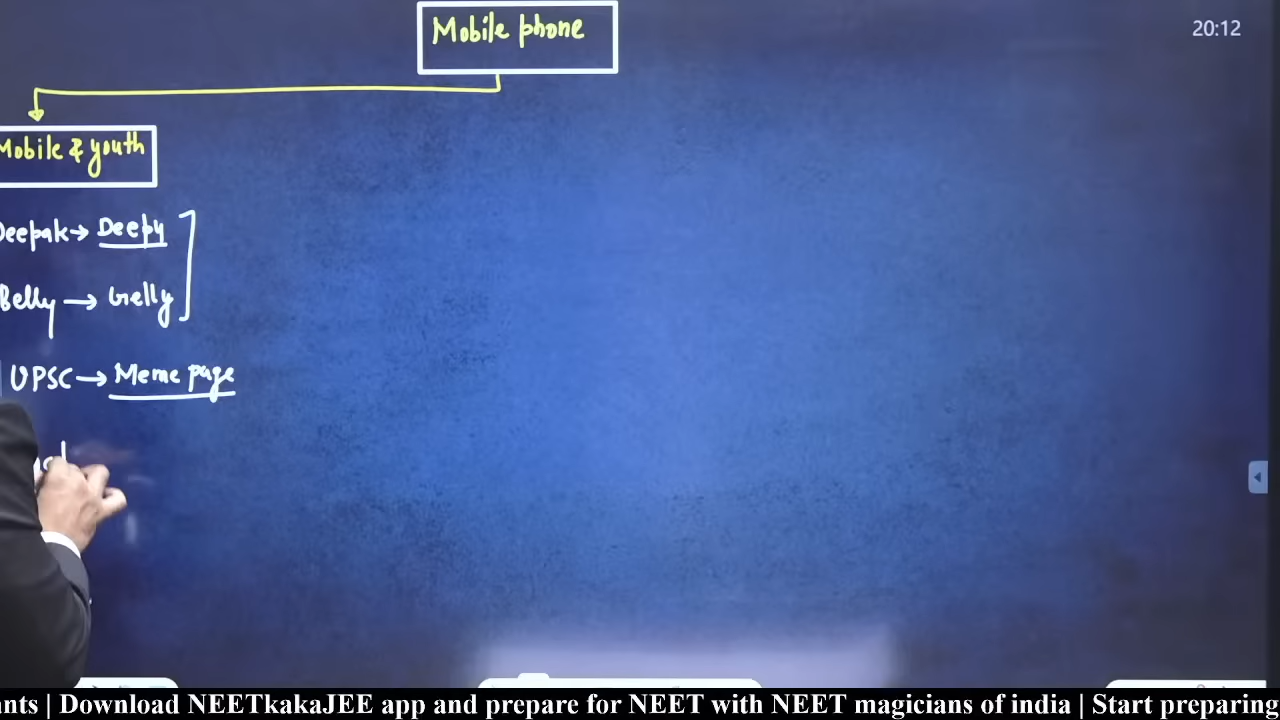 Mobile phone
20:12
Mobile & youth
Deepak → Deepy
Belly → Gelly
UPSC → Meme page
nts | Download NEETkakaJEE app and prepare for NEET with NEET magicians of india | Start preparing